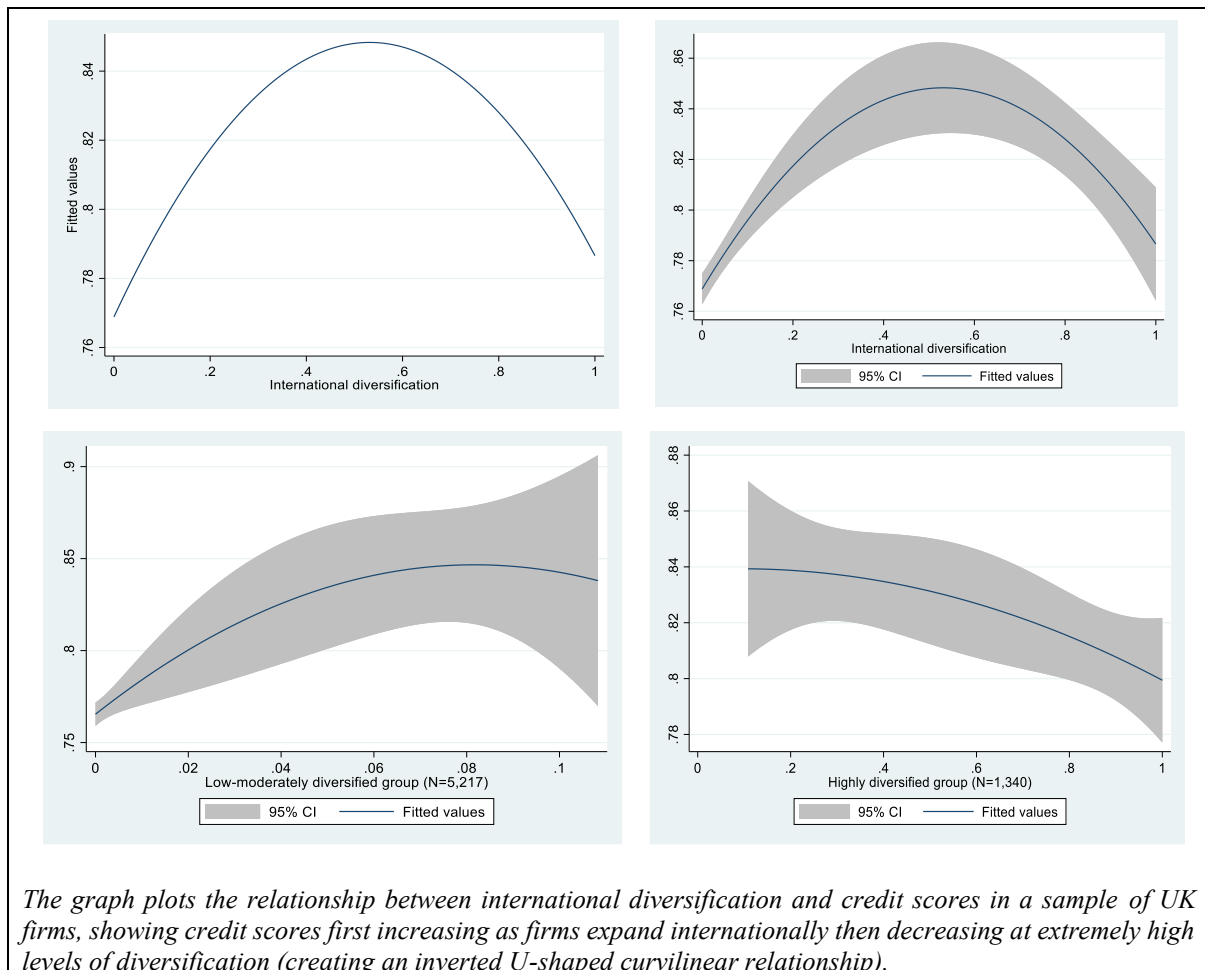 Fitted values
.84
.82
.8
.78
.76
0 .2 .4 .6 .8 1
International diversification
.86
.84
.82
.8
.78
.76
0 .2 .4 .6 .8 1
International diversification
95% CI Fitted values
.9
.85
.8
.75
0 .02 .04 .06 .08 .1
Low-moderately diversified group (N=5,217)
95% CI Fitted values
.88
.86
.84
.82
.8
.78
0 .2 .4 .6 .8 1
Highly diversified group (N=1,340)
95% CI Fitted values
The graph plots the relationship between international diversification and credit scores in a sample of UK
firms, showing credit scores first increasing as firms expand internationally then decreasing at extremely high
levels of diversification (creating an inverted U-shaped curvilinear relationship).